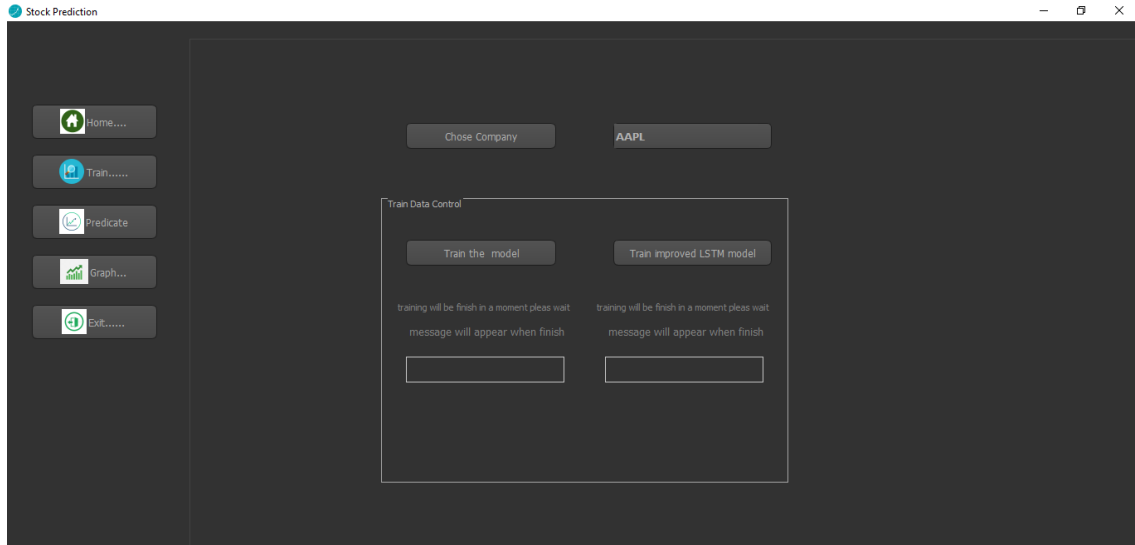 Stock Prediction
Home....
Train......
Predicate
Graph...
Exit......
Chose Company
AAPL
Train Data Control
Train the model
Train improved LSTM model
training will be finish in a moment pleas wait
training will be finish in a moment pleas wait
message will appear when finish
message will appear when finish